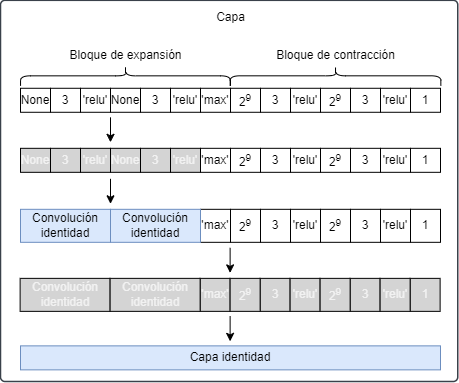 Capa
Bloque de expansión Bloque de contracción
None 3 'relu' None 3 'relu' 'max' 2º 3 'relu' 2º 3 'relu' 1
None 3 'relu' None 3 'relu' 'max' 2º 3 'relu' 2º 3 'relu' 1
Convolución identidad Convolución identidad 'max' 2º 3 'relu' 2º 3 'relu' 1
Convolución identidad Convolución identidad 'max' 2º 3 'relu' 2º 3 'relu' 1
Capa identidad